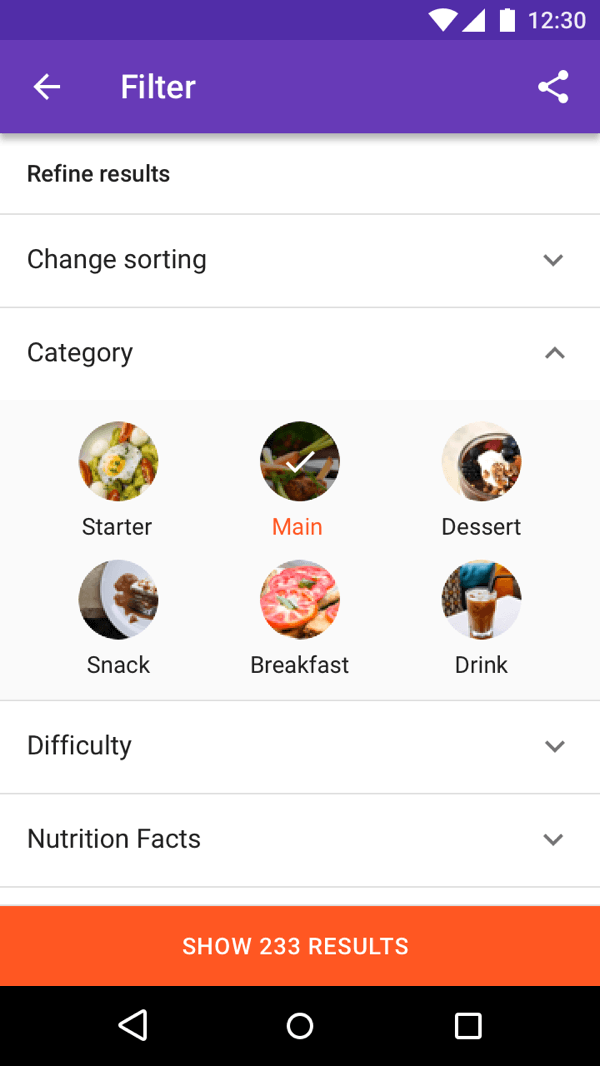 12:30
Filter
Refine results
Change sorting
Category
Starter
Main
Dessert
Snack
Breakfast
Drink
Difficulty
Nutrition Facts
SHOW 233 RESULTS